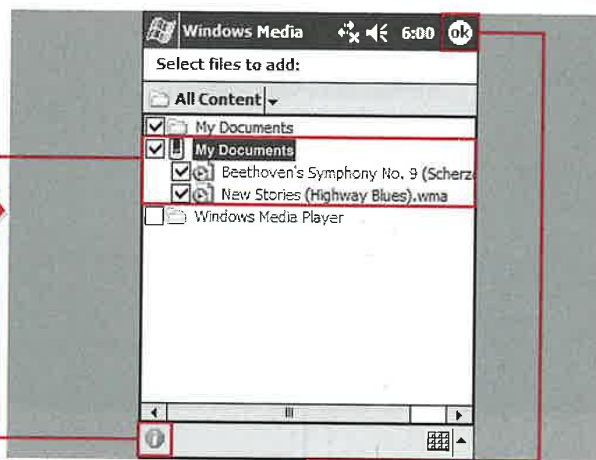 Windows Media 6:00 ok
Select files to add:
All Content
My Documents
My Documents
Beethoven's Symphony No. 9 (Scherz
New Stories (Highway Blues).wma
Windows Media Player